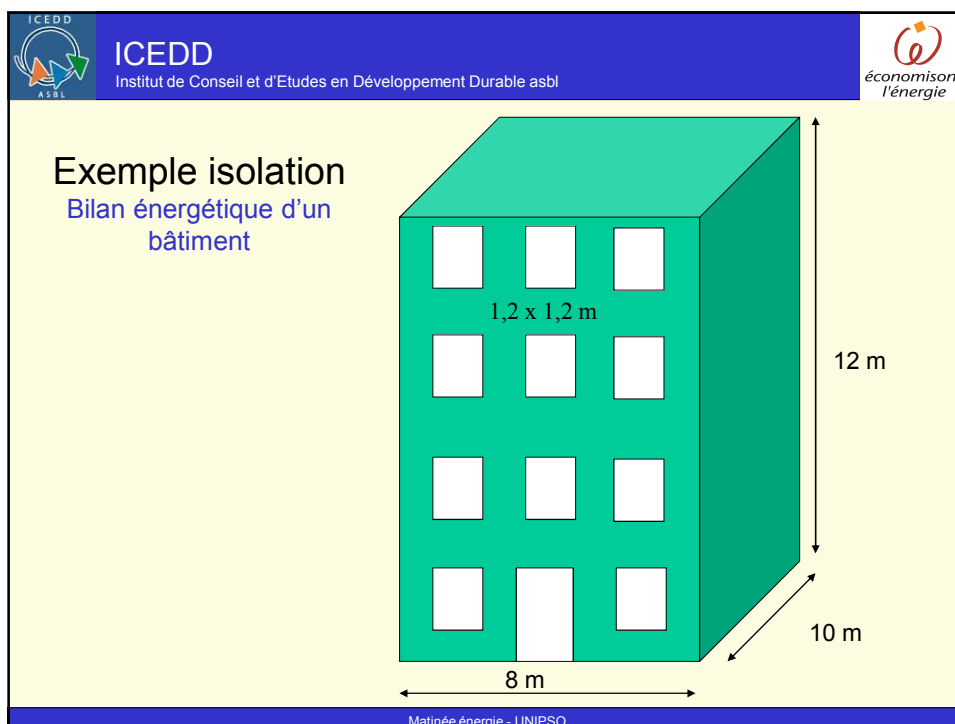 ICEDD
ASBL
ICEDD
Institut de Conseil et d'Etudes en Développement Durable asbl
économison
l'énergie
Exemple isolation
Bilan énergétique d'un
bâtiment
1,2 x 1,2 m
12 m
10 m
8 m
Matinée énergie - UNIPSO